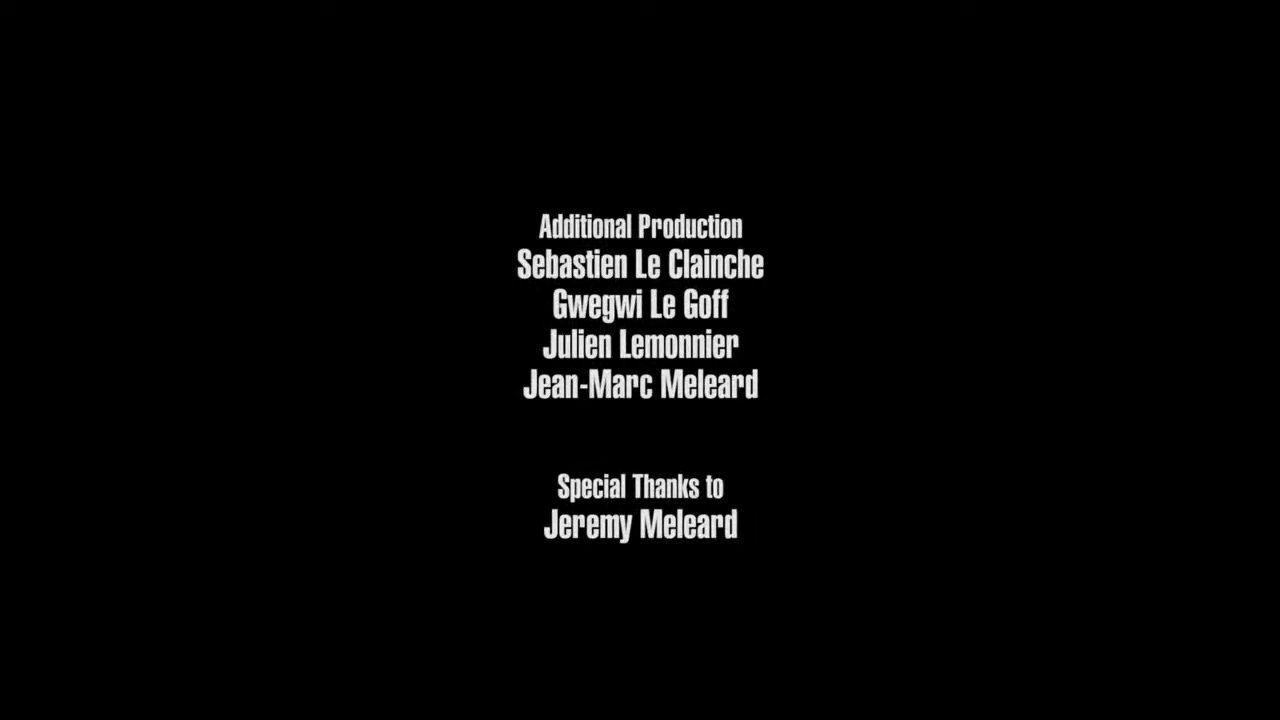 Additional Production
Sebastien Le Clainche
Gwegwi Le Goff
Julien Lemonnier
Jean-Marc Meleard
Special Thanks to
Jeremy Meleard